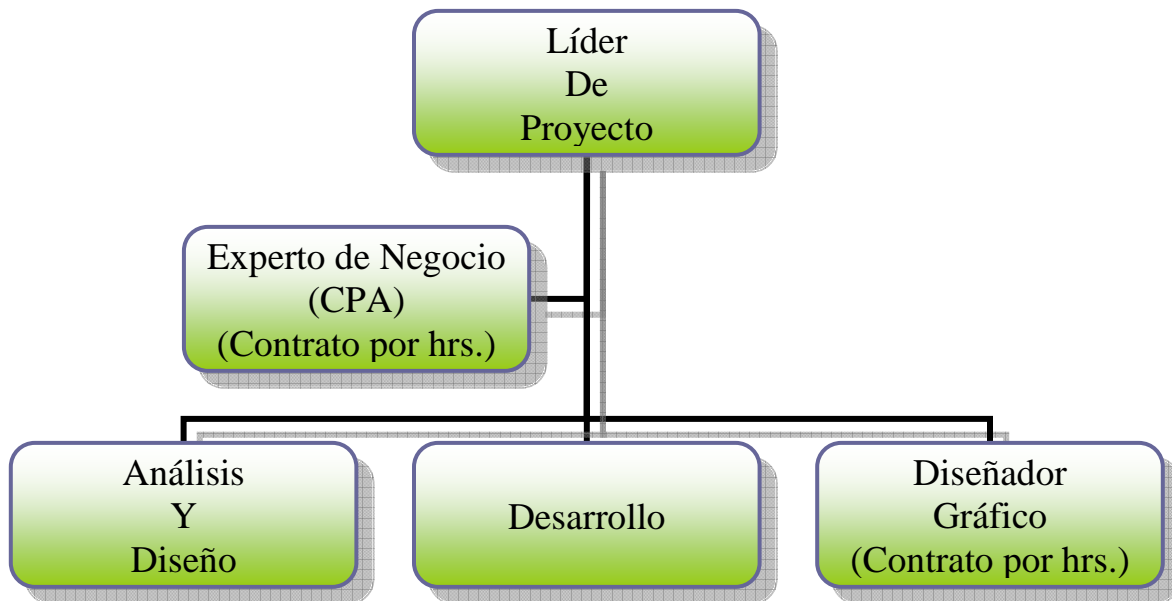 Líder
De
Proyecto
Experto de Negocio
(CPA)
(Contrato por hrs.)
Análisis
Y
Diseño
Desarrollo
Diseñador
Gráfico
(Contrato por hrs.)